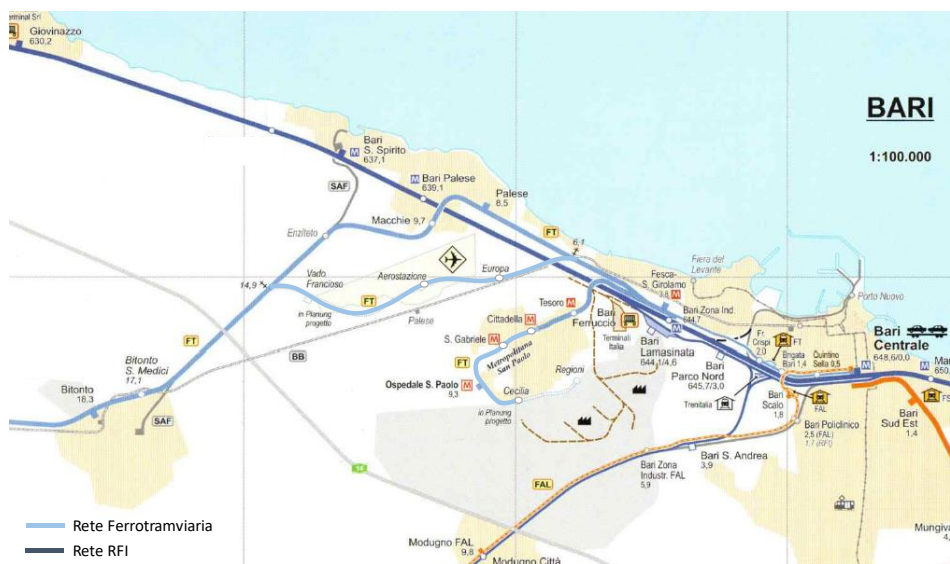 Terminal Srl
Giovinazzo
630,2
BARI
1:100.000
Bari
S. Spirito
637,1
M
SAF
M
Bari Palese
639,1
Palese
8.5
Macchie 9,7
FT
Enziteto
FT
6,1
14,9
Vado
Francioso
Aerostazione
Europa
FT
in Planung
progetto
Palese
Fiera del
Levante
Porto Nuovo
Fesca-
S. Girolamo
M
Tesoro M
Bari Zona Ind.
644,7
M
Bari
Ferruccio
Terminali
Italia
Cittadella M
S. Gabriele M
Metropolitana
San Paolo
FT
BB
FT
Bari
Lamasinata
644,1/4,6
Fr.
Crispi
2,0
FT
Brigata
Bari 1,4
Quintino
Sella 0,5
Bari
Centrale
648,6/0,0
Bari
Parco Nord
645,7/3,0
Trenitalia
Bari
Scalo
1,8
FAL
Bari
Sud Est
1,4
Bitonto
S. Medici
17,1
Bitonto
18,3
SAF
Ospedale S. Paolo M
9,3
Cecilia
Regioni
in Planung
progetto
Bari Policlinico
2,5 (FAL)
1,7 (RFI)
Bari S. Andrea
3,9
Bari Zona
Industr. FAL
5,9
14
FAL
Modugno FAL
9,8
Modugno Città
Rete Ferrotramviaria
Rete RFI